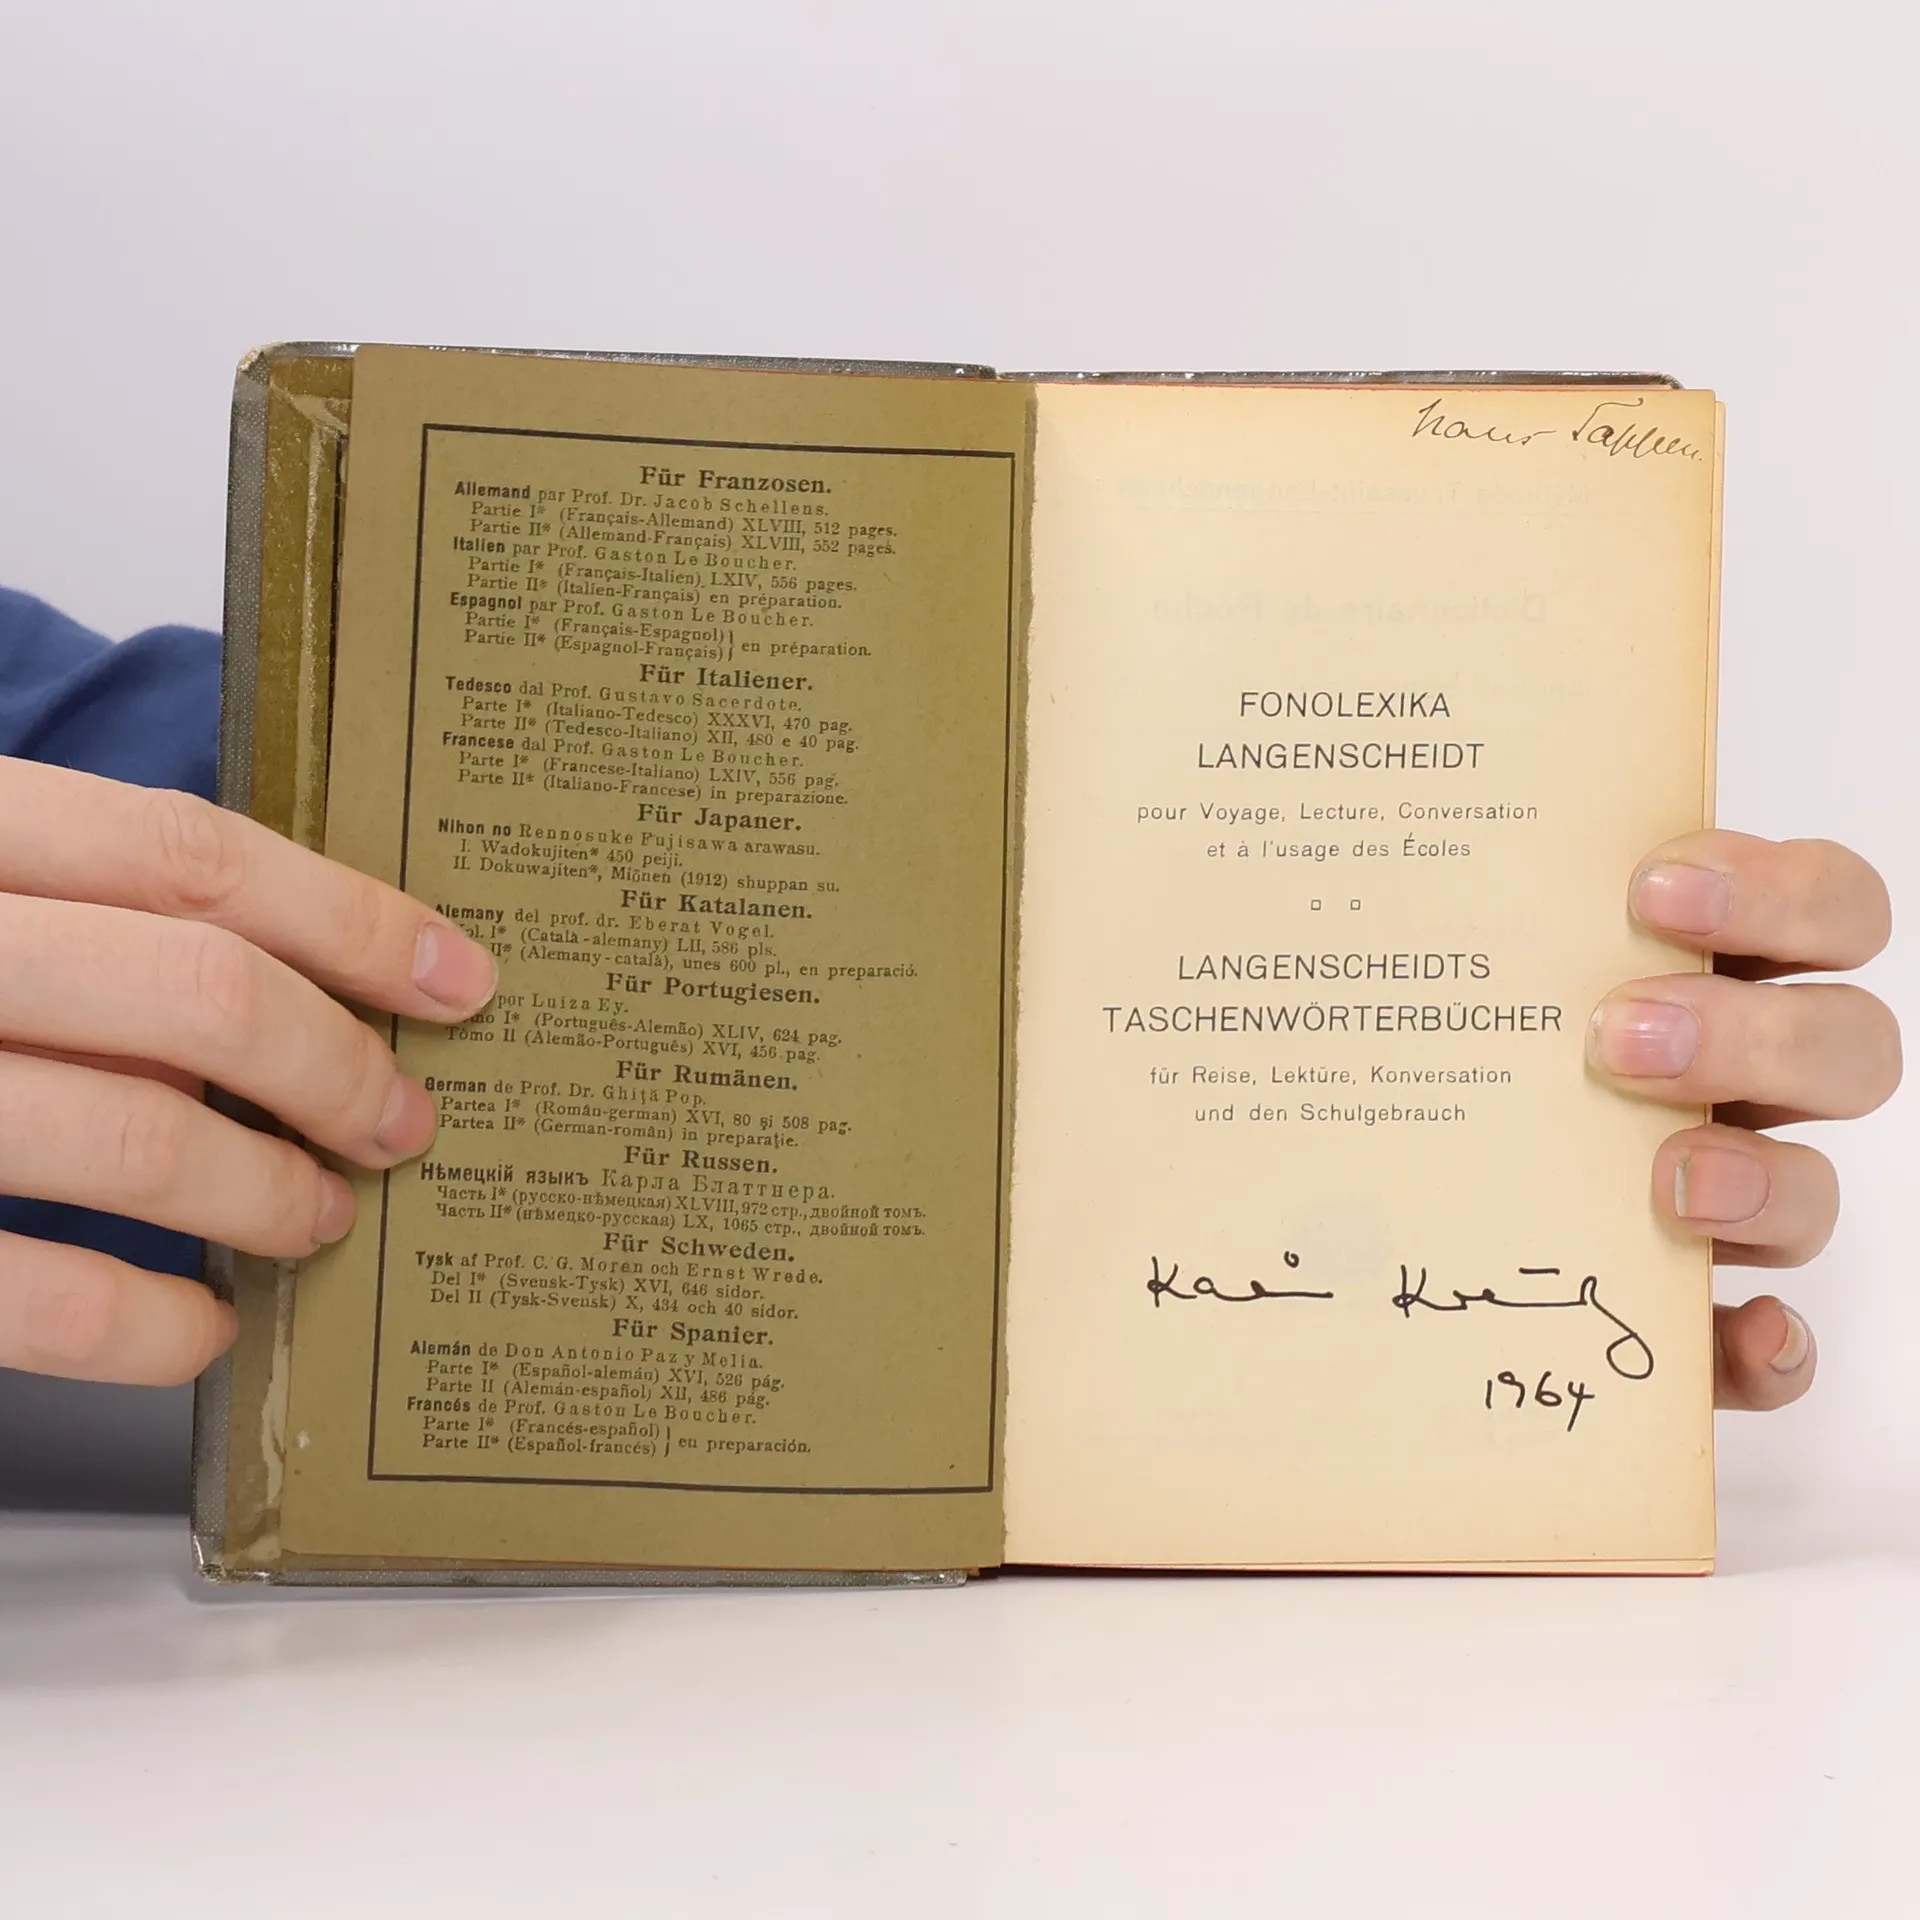 Für Franzosen.
Allemand par Prof. Dr. Jacob Schellens.
Partie I* (Français-Allemand) XLVIII, 512 pages.
Partie II* (Allemand-Français) XLVIII, 552 pages.
Italien par Prof. Gaston Le Boucher.
Partie I* (Français-Italien) LXIV, 556 pages.
Partie II* (Italien-Français) en préparation.
Espagnol par Prof. Gaston Le Boucher.
Partie I* (Français-Espagnol)
Partie II* (Espagnol-Français) } en préparation.
Für Italiener.
Tedesco dal Prof. Gustavo Sacerdote.
Parte I* (Italiano-Tedesco) XXXVI, 470 pag.
Parte II* (Tedesco-Italiano) XII, 480 e 40 pag.
Francese dal Prof. Gaston Le Boucher.
Parte I* (Francese-Italiano) LXIV, 556 pag.
Parte II* (Italiano-Francese) in preparazione.
Für Japaner.
Nihon no Rennosuke Fujisawa arawasu.
I. Wadokujiten* 450 peiji.
II. Dokuwajiten*, Miōnen (1912) shuppan su.
Für Katalanen.
Alemany del prof. dr. Eberat Vogel.
ol. I* (Català-alemany) LII, 586 pls.
II* (Alemany-català), unes 600 pl., en preparació.
Für Portugiesen.
por Luiza Ey.
mo I* (Português-Alemão) XLIV, 624 pag.
Tomo II (Alemão-Português) XVI, 456 pag.
Für Rumänen.
German de Prof. Dr. Ghiță Pop.
Partea I* (Român-german) XVI, 80 și 508 pag.
Partea II* (German-român) in preparație.
Für Russen.
Нѣмецкій языкъ Карла Блаттнера.
Часть I* (русско-нѣмецкая) XLVIII, 972 стр., двойной томъ.
Часть II* (нѣмецко-русская) LX, 1065 стр., двойной томъ.
Für Schweden.
Tysk af Prof. C. G. Morén och Ernst Wrede.
Del I* (Svensk-Tysk) XVI, 646 sidor.
Del II (Tysk-Svensk) X, 434 och 40 sidor.
Für Spanier.
Alemán de Don Antonio Paz y Melia.
Parte I* (Español-alemán) XVI, 526 pág.
Parte II (Alemán-español) XII, 486 pág.
Francés de Prof. Gaston Le Boucher.
Parte I* (Francés-español)
Parte II* (Español-francés) } en preparación.
Hans Tappen.
FONOLEXIKA
LANGENSCHEIDT
pour Voyage, Lecture, Conversation
et à l'usage des Écoles
LANGENSCHEIDTS
TASCHENWÖRTERBÜCHER
für Reise, Lektüre, Konversation
und den Schulgebrauch
1964